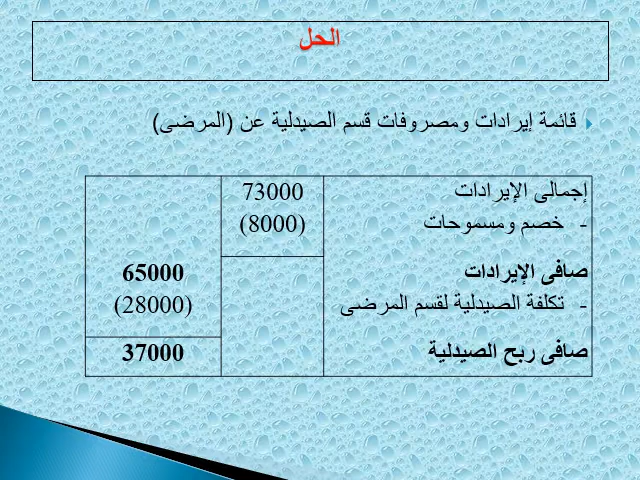 الحل
قائمة إيرادات ومصروفات قسم الصيدلية عن (المرضى)
إجمالى الإيرادات 73000
- خصم ومسموحات (8000)
صافى الإيرادات 65000
- تكلفة الصيدلية لقسم المرضى (28000)
صافى ربح الصيدلية 37000